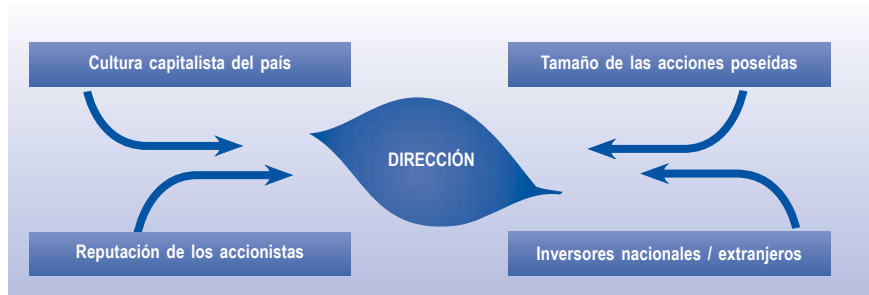 Cultura capitalista del país
Tamaño de las acciones poseídas
DIRECCIÓN
Reputación de los accionistas
Inversores nacionales / extranjeros